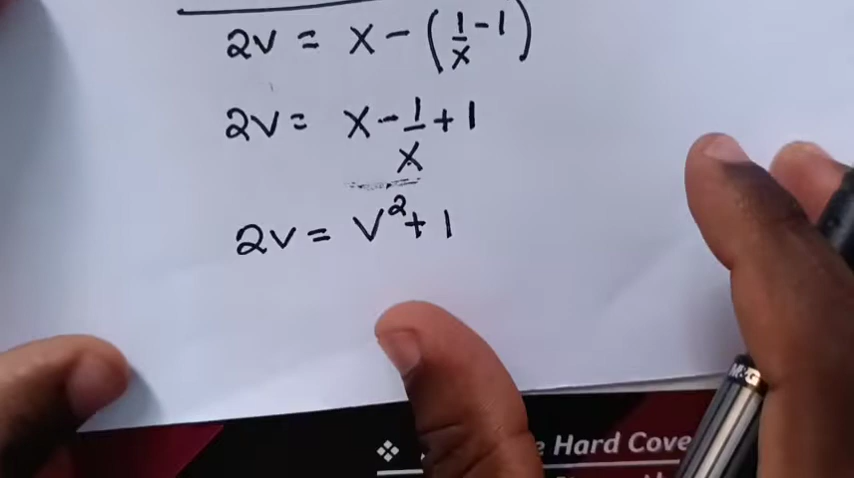 2v = x - (1/x - 1)
2v = x - 1/x + 1
2v = v² + 1
M&G
Hard Cove